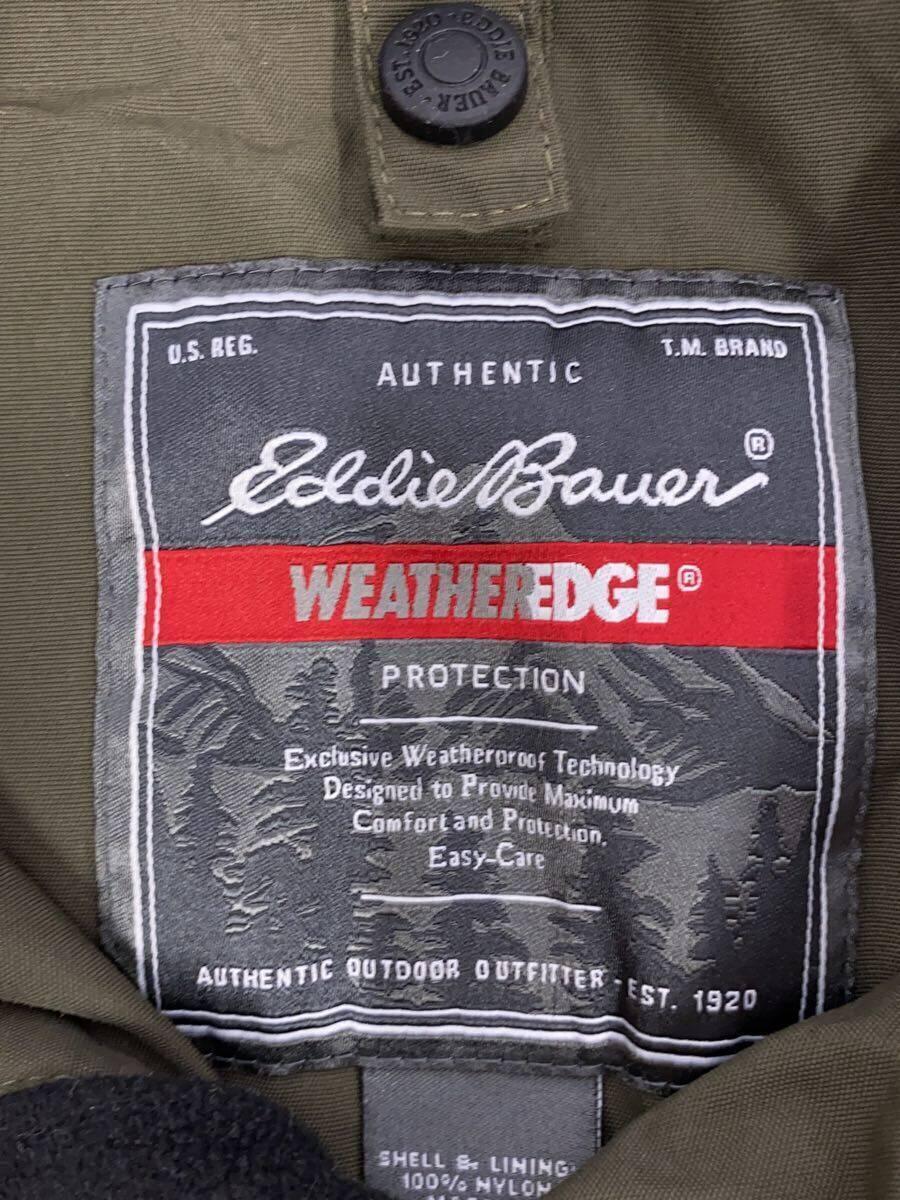 EDDIE BAUER · EST. 1920 ·
U.S. REG.
T.M. BRAND
AUTHENTIC
Eddie Bauer®
WEATHEREDGE®
PROTECTION
Exclusive Weatherproof Technology
Designed to Provide Maximum
Comfort and Protection.
Easy-Care
AUTHENTIC OUTDOOR OUTFITTER - EST. 1920
SHELL & LINING
100% NYLON